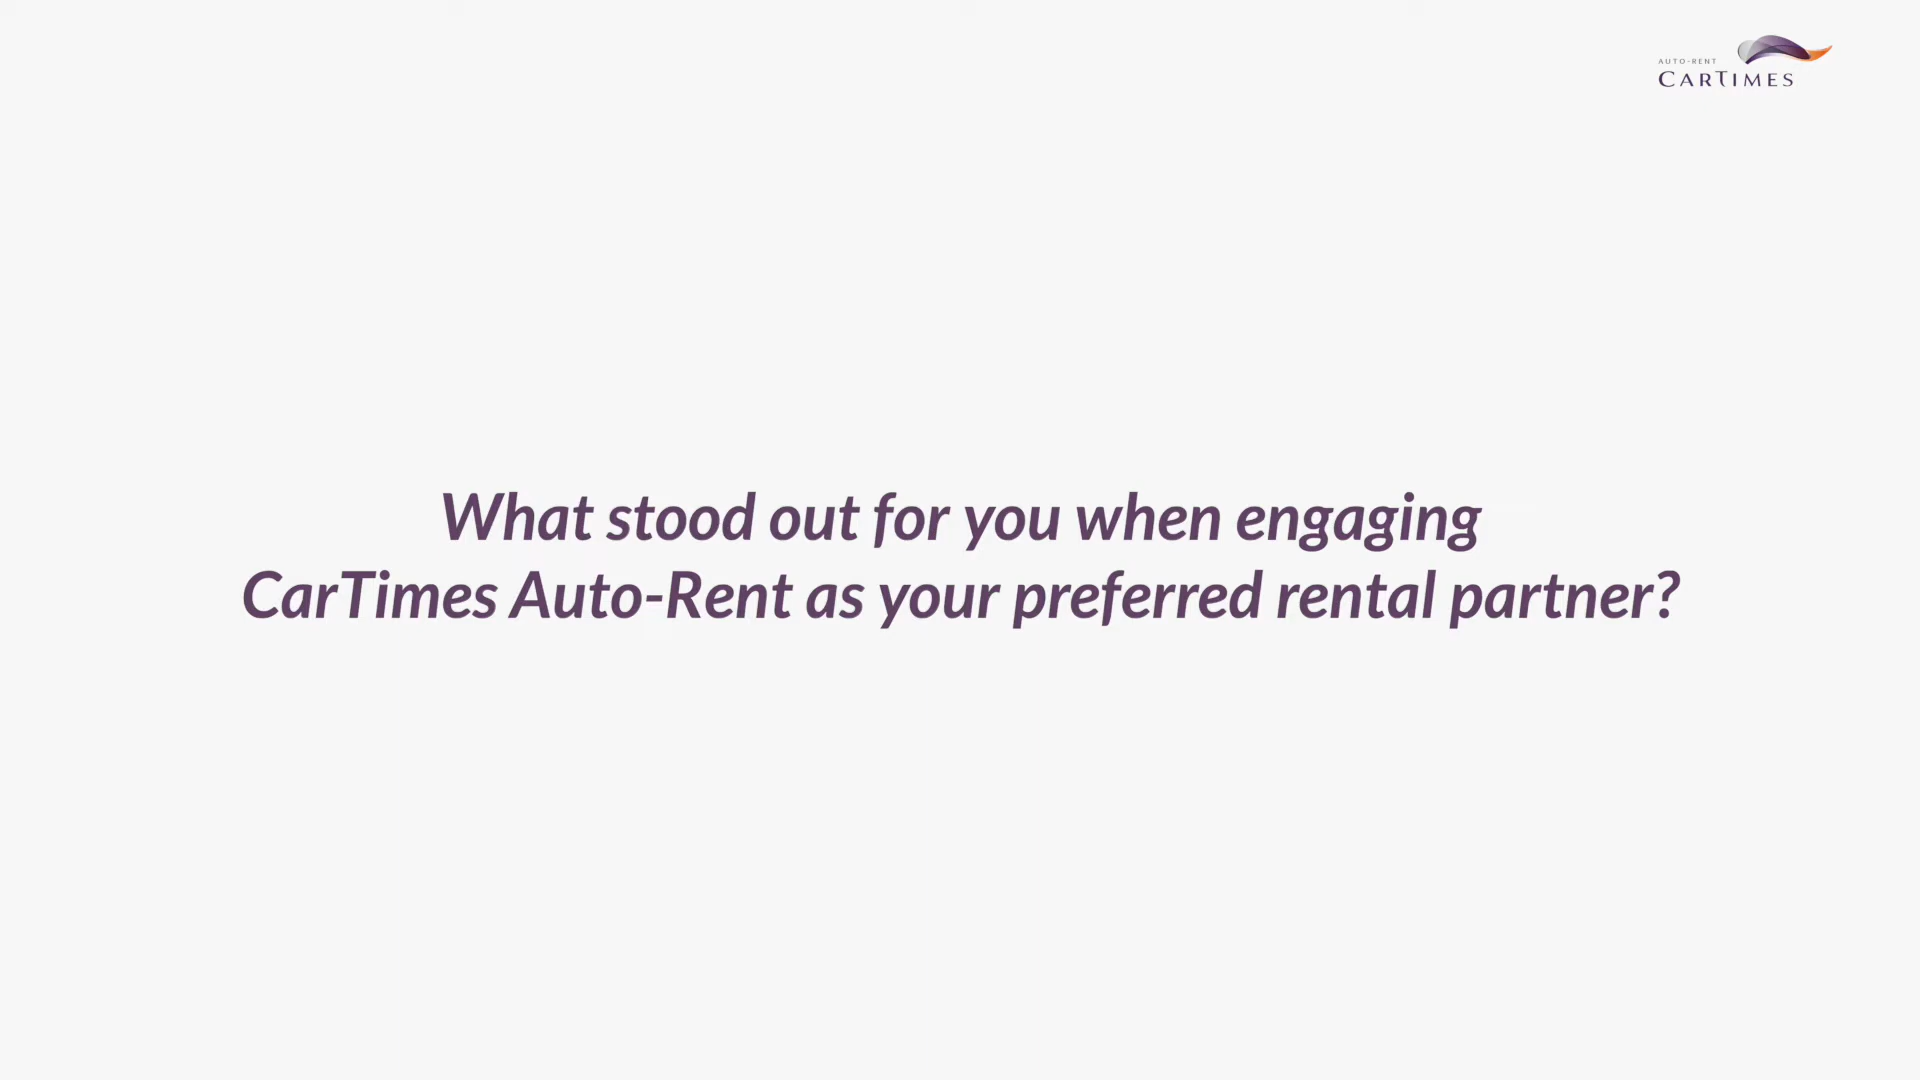 AUTO-RENT
CARTIMES
What stood out for you when engaging
CarTimes Auto-Rent as your preferred rental partner?